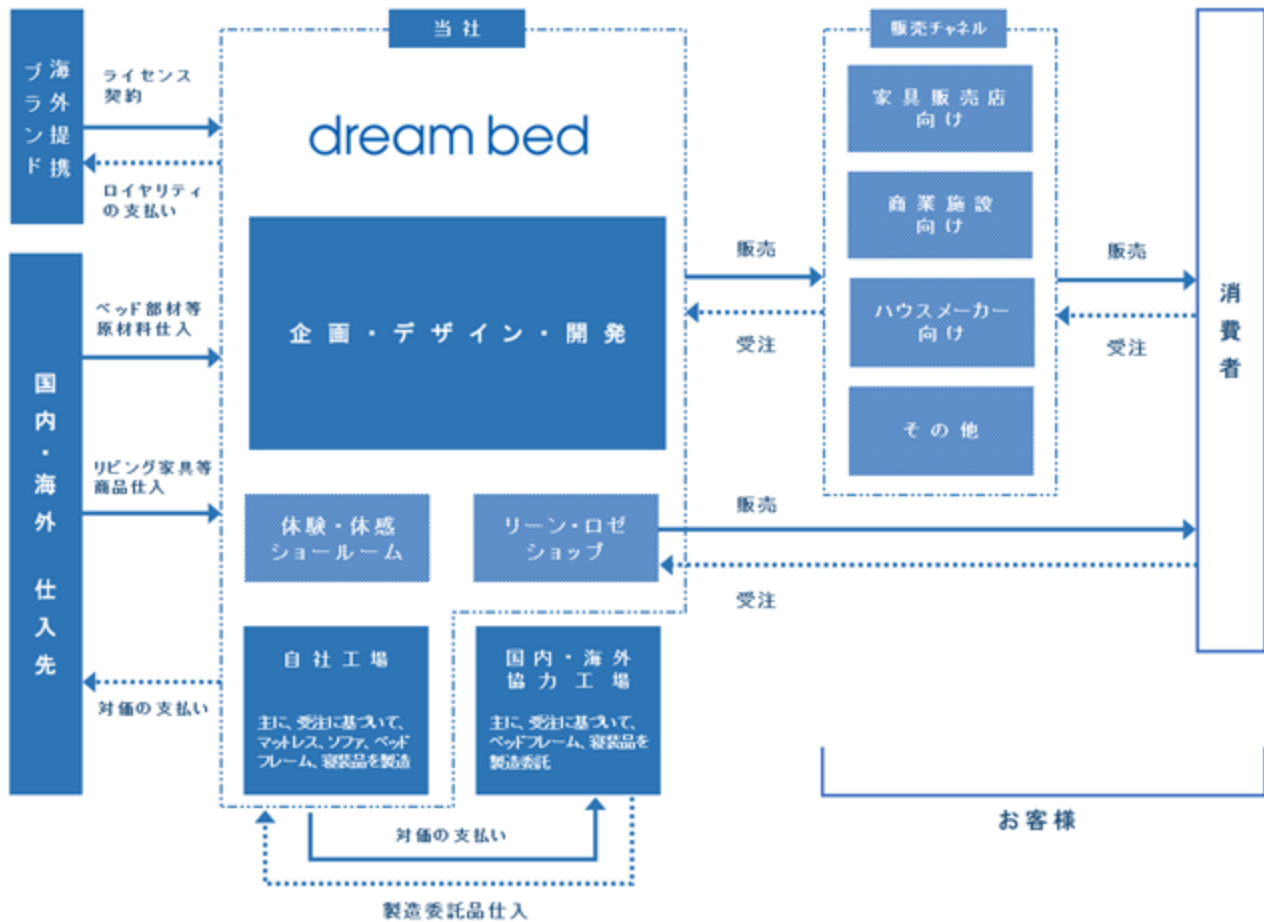 海外提携
ブランド
ライセンス
契約
ロイヤリティ
の支払い
国内・海外 仕入先
ベッド部材等
原材料仕入
リビング家具等
商品仕入
対価の支払い
当社
dream bed
企画・デザイン・開発
体験・体感
ショールーム
リーン・ロゼ
ショップ
自社工場
主に、受注に基づいて、
マットレス、ソファ、ベッド
フレーム、寝装品を製造
国内・海外
協力工場
主に、受注に基づいて、
ベッドフレーム、寝装品を
製造委託
対価の支払い
製造委託品仕入
販売
受注
販売チャネル
家具販売店
向け
商業施設
向け
ハウスメーカー
向け
その他
販売
受注
販売
受注
消費者
お客様